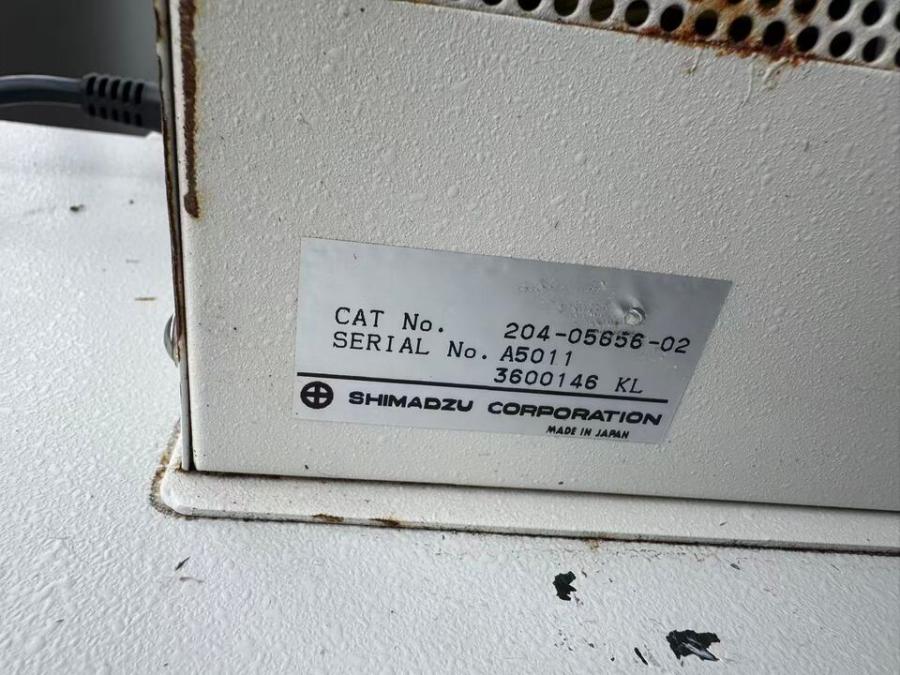 CAT No. 204-05656-02
SERIAL No. A5011
3600146 KL
SHIMADZU CORPORATION
MADE IN JAPAN